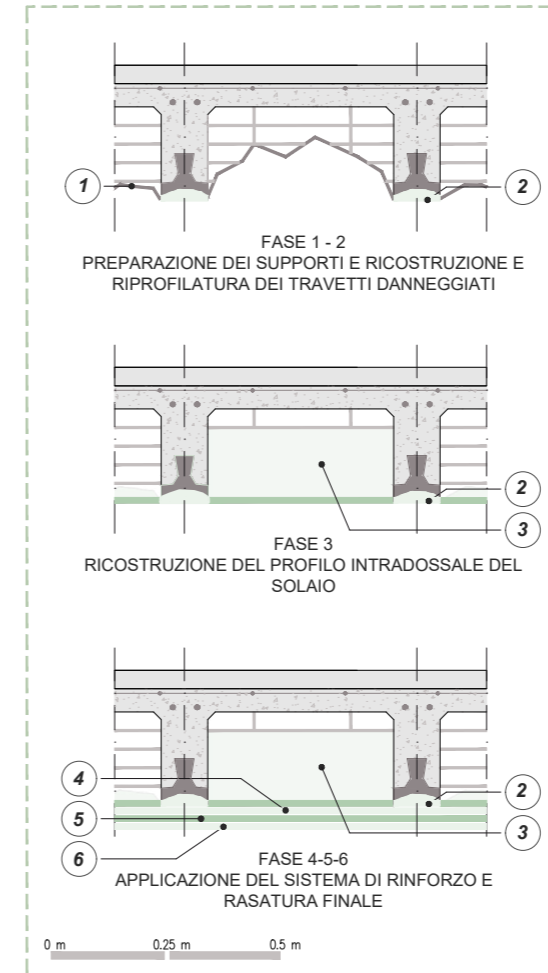 1
2
FASE 1 - 2
PREPARAZIONE DEI SUPPORTI E RICOSTRUZIONE E
RIPROFILATURA DEI TRAVETTI DANNEGGIATI
2
3
FASE 3
RICOSTRUZIONE DEL PROFILO INTRADOSSALE DEL
SOLAIO
4
2
5
3
6
FASE 4-5-6
APPLICAZIONE DEL SISTEMA DI RINFORZO E
RASATURA FINALE
0 m 0.25 m 0.5 m